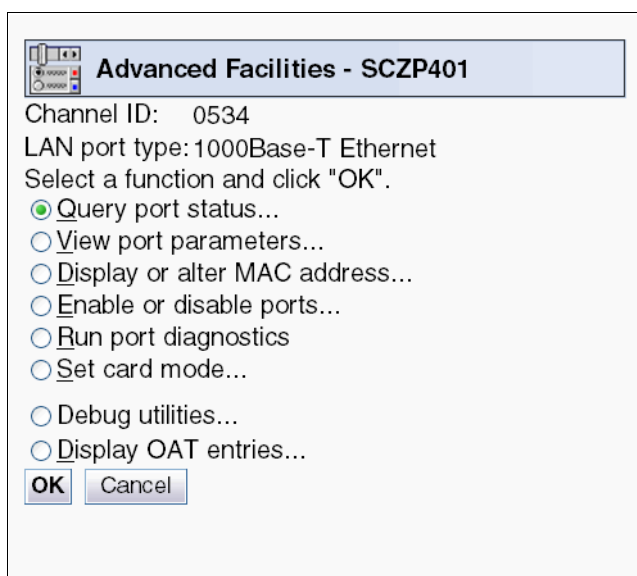 Advanced Facilities - SCZP401
Channel ID: 0534
LAN port type: 1000Base-T Ethernet
Select a function and click "OK".
Query port status...
View port parameters...
Display or alter MAC address...
Enable or disable ports...
Run port diagnostics
Set card mode...
Debug utilities...
Display OAT entries...
OK Cancel